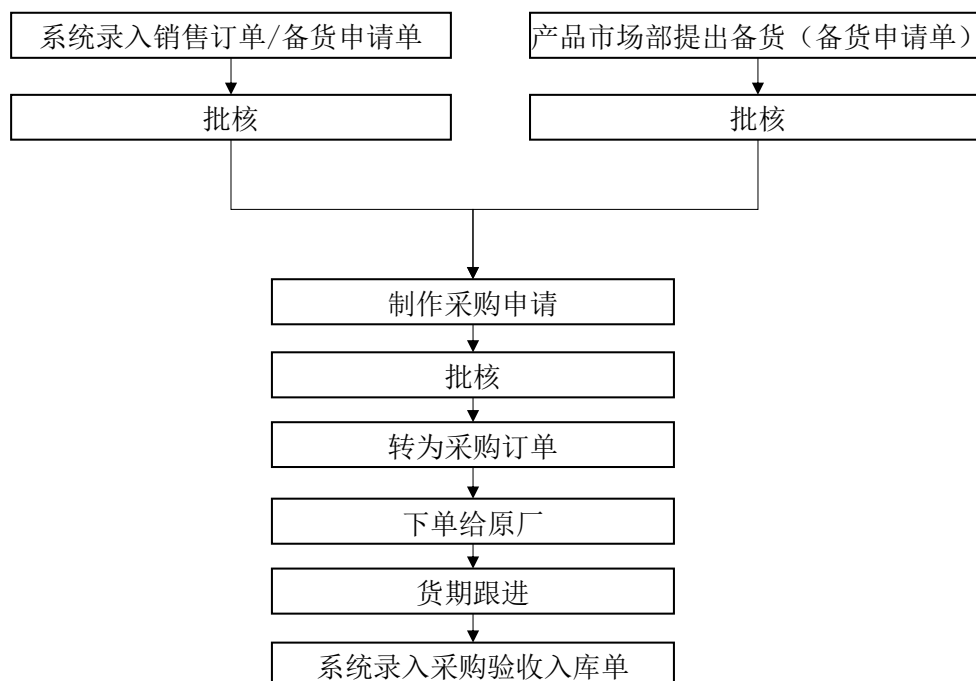 系统录入销售订单/备货申请单
产品市场部提出备货（备货申请单）
批核
批核
制作采购申请
批核
转为采购订单
下单给原厂
货期跟进
系统录入采购验收入库单